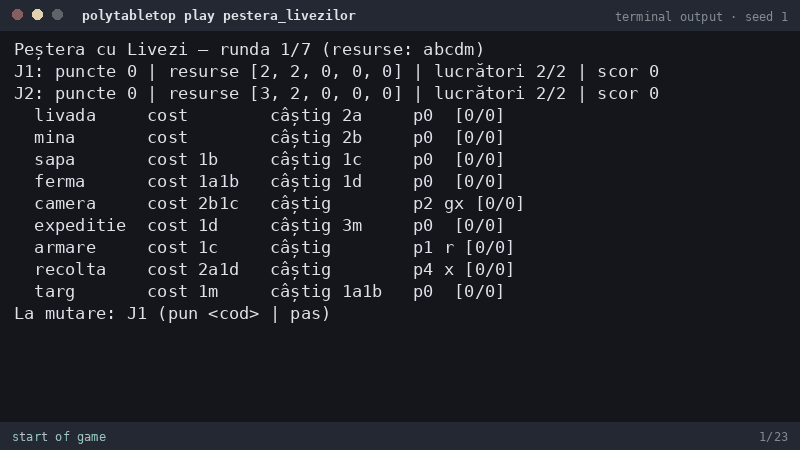 polytabletop play pestera_livezilor
terminal output · seed 1
Peștera cu Livezi — runda 1/7 (resurse: abcdm)
J1: puncte 0 | resurse [2, 2, 0, 0, 0] | lucrători 2/2 | scor 0
J2: puncte 0 | resurse [3, 2, 0, 0, 0] | lucrători 2/2 | scor 0
livada cost câștig 2a p0 [0/0]
mina cost câștig 2b p0 [0/0]
sapa cost 1b câștig 1c p0 [0/0]
ferma cost 1a1b câștig 1d p0 [0/0]
camera cost 2b1c câștig p2 gx [0/0]
expeditie cost 1d câștig 3m p0 [0/0]
armare cost 1c câștig p1 r [0/0]
recolta cost 2a1d câștig p4 x [0/0]
targ cost 1m câștig 1a1b p0 [0/0]
La mutare: J1 (pun <cod> | pas)
start of game
1/23